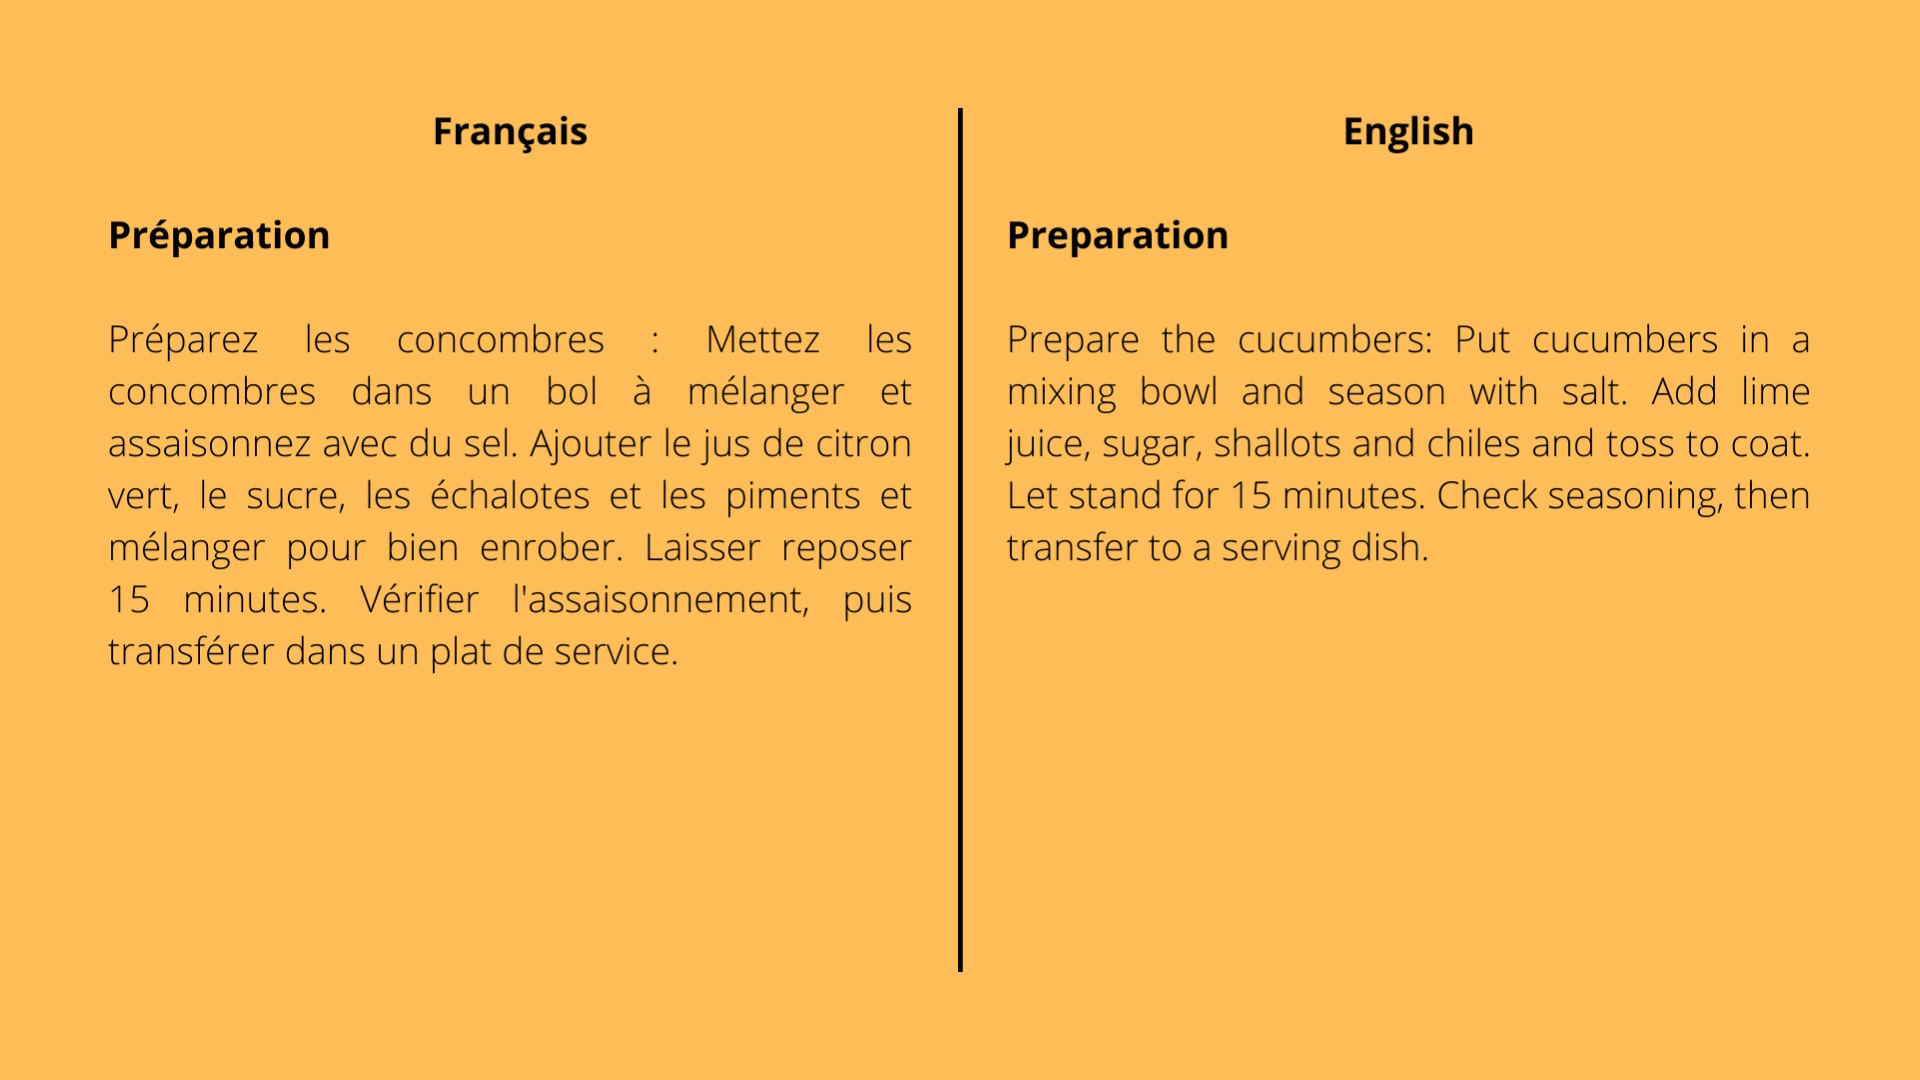 Français
Préparation
Préparez les concombres : Mettez les
concombres dans un bol à mélanger et
assaisonnez avec du sel. Ajouter le jus de citron
vert, le sucre, les échalotes et les piments et
mélanger pour bien enrober. Laisser reposer
15 minutes. Vérifier l'assaisonnement, puis
transférer dans un plat de service.
English
Preparation
Prepare the cucumbers: Put cucumbers in a
mixing bowl and season with salt. Add lime
juice, sugar, shallots and chiles and toss to coat.
Let stand for 15 minutes. Check seasoning, then
transfer to a serving dish.